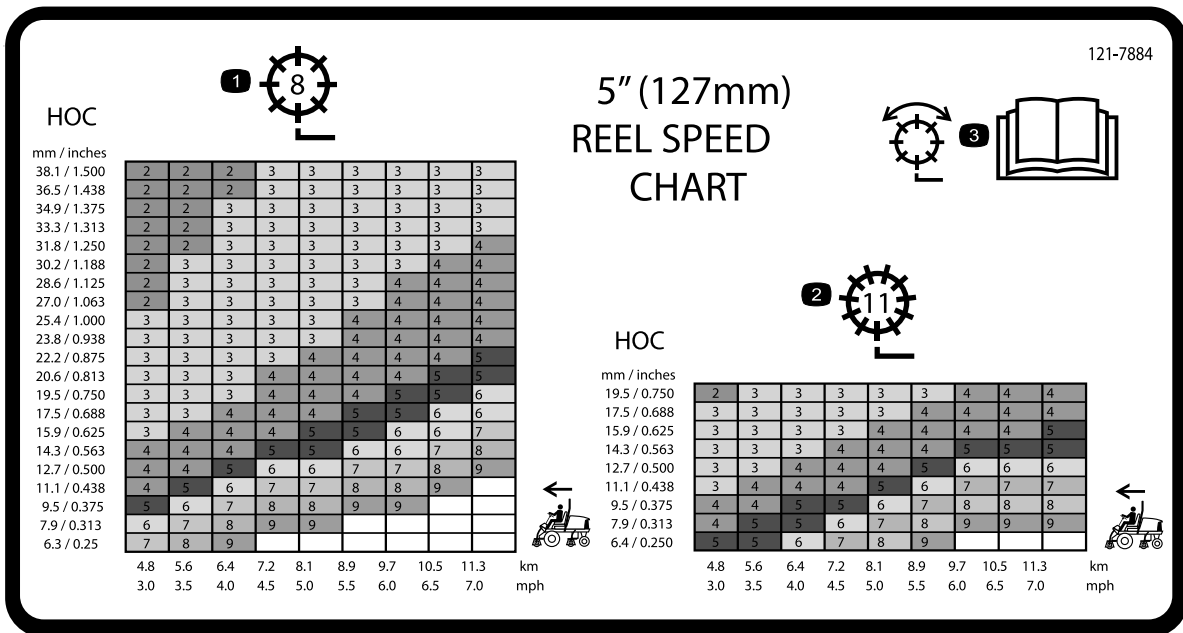 121-7884
5" (127mm)
REEL SPEED
CHART
1
8
3
HOC
mm / inches
38.1 / 1.500 2 2 2 3 3 3 3 3 3
36.5 / 1.438 2 2 2 3 3 3 3 3 3
34.9 / 1.375 2 2 3 3 3 3 3 3 3
33.3 / 1.313 2 2 3 3 3 3 3 3 3
31.8 / 1.250 2 2 3 3 3 3 3 3 4
30.2 / 1.188 2 3 3 3 3 3 3 4 4
28.6 / 1.125 2 3 3 3 3 3 4 4 4
27.0 / 1.063 2 3 3 3 3 3 4 4 4
25.4 / 1.000 3 3 3 3 3 4 4 4 4
23.8 / 0.938 3 3 3 3 3 4 4 4 4
22.2 / 0.875 3 3 3 3 4 4 4 4 5
20.6 / 0.813 3 3 3 4 4 4 4 5 5
19.5 / 0.750 3 3 3 4 4 4 5 5 6
17.5 / 0.688 3 3 4 4 4 5 5 6 6
15.9 / 0.625 3 4 4 4 5 5 6 6 7
14.3 / 0.563 4 4 4 5 5 6 6 7 8
12.7 / 0.500 4 4 5 6 6 7 7 8 9
11.1 / 0.438 4 5 6 7 7 8 8 9
9.5 / 0.375 5 6 7 8 8 9 9
7.9 / 0.313 6 7 8 9 9
6.3 / 0.25 7 8 9
4.8 5.6 6.4 7.2 8.1 8.9 9.7 10.5 11.3 km
3.0 3.5 4.0 4.5 5.0 5.5 6.0 6.5 7.0 mph
2
11
HOC
mm / inches
19.5 / 0.750 2 3 3 3 3 3 4 4 4
17.5 / 0.688 3 3 3 3 3 4 4 4 4
15.9 / 0.625 3 3 3 3 4 4 4 4 5
14.3 / 0.563 3 3 3 4 4 4 5 5 5
12.7 / 0.500 3 3 4 4 4 5 6 6 6
11.1 / 0.438 3 4 4 4 5 6 7 7 7
9.5 / 0.375 4 4 5 5 6 7 8 8 8
7.9 / 0.313 4 5 5 6 7 8 9 9 9
6.4 / 0.250 5 5 6 7 8 9
4.8 5.6 6.4 7.2 8.1 8.9 9.7 10.5 11.3 km
3.0 3.5 4.0 4.5 5.0 5.5 6.0 6.5 7.0 mph